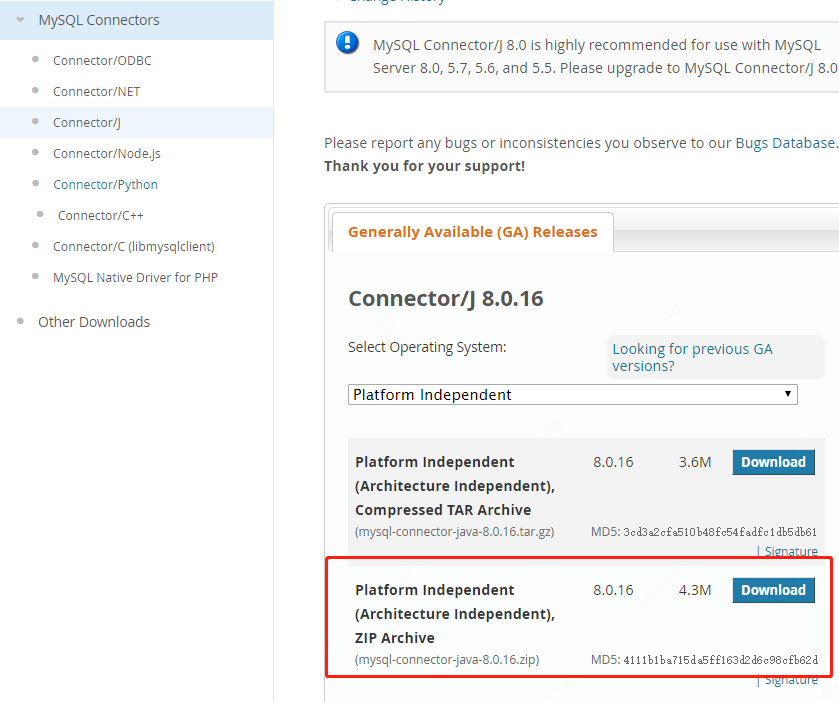 MySQL Connectors
Connector/ODBC
Connector/NET
Connector/J
Connector/Node.js
Connector/Python
Connector/C++
Connector/C (libmysqlclient)
MySQL Native Driver for PHP
Other Downloads
Change History
MySQL Connector/J 8.0 is highly recommended for use with MySQL
Server 8.0, 5.7, 5.6, and 5.5. Please upgrade to MySQL Connector/J 8.0
Please report any bugs or inconsistencies you observe to our Bugs Database.
Thank you for your support!
Generally Available (GA) Releases
Connector/J 8.0.16
Select Operating System:
Looking for previous GA
versions?
Platform Independent
Platform Independent 8.0.16 3.6M Download
(Architecture Independent),
Compressed TAR Archive
(mysql-connector-java-8.0.16.tar.gz) MD5: 3cd3a2cfa510b48fc54fadfc1db5db61
| Signature
Platform Independent 8.0.16 4.3M Download
(Architecture Independent),
ZIP Archive
(mysql-connector-java-8.0.16.zip) MD5: 4111b1ba715da5ff163d2d6c98cfb62d
| Signature